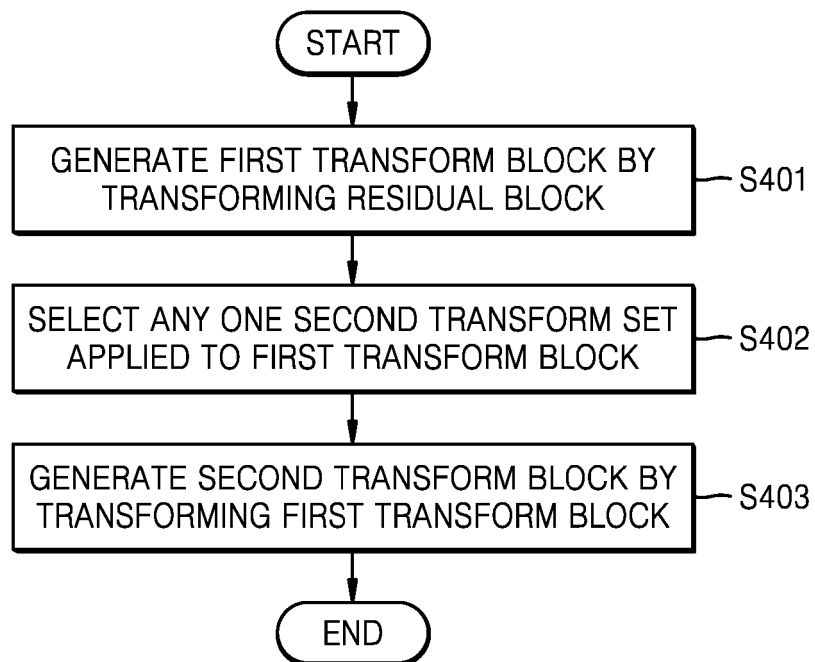 START
GENERATE FIRST TRANSFORM BLOCK BY
TRANSFORMING RESIDUAL BLOCK
S401
SELECT ANY ONE SECOND TRANSFORM SET
APPLIED TO FIRST TRANSFORM BLOCK
S402
GENERATE SECOND TRANSFORM BLOCK BY
TRANSFORMING FIRST TRANSFORM BLOCK
S403
END